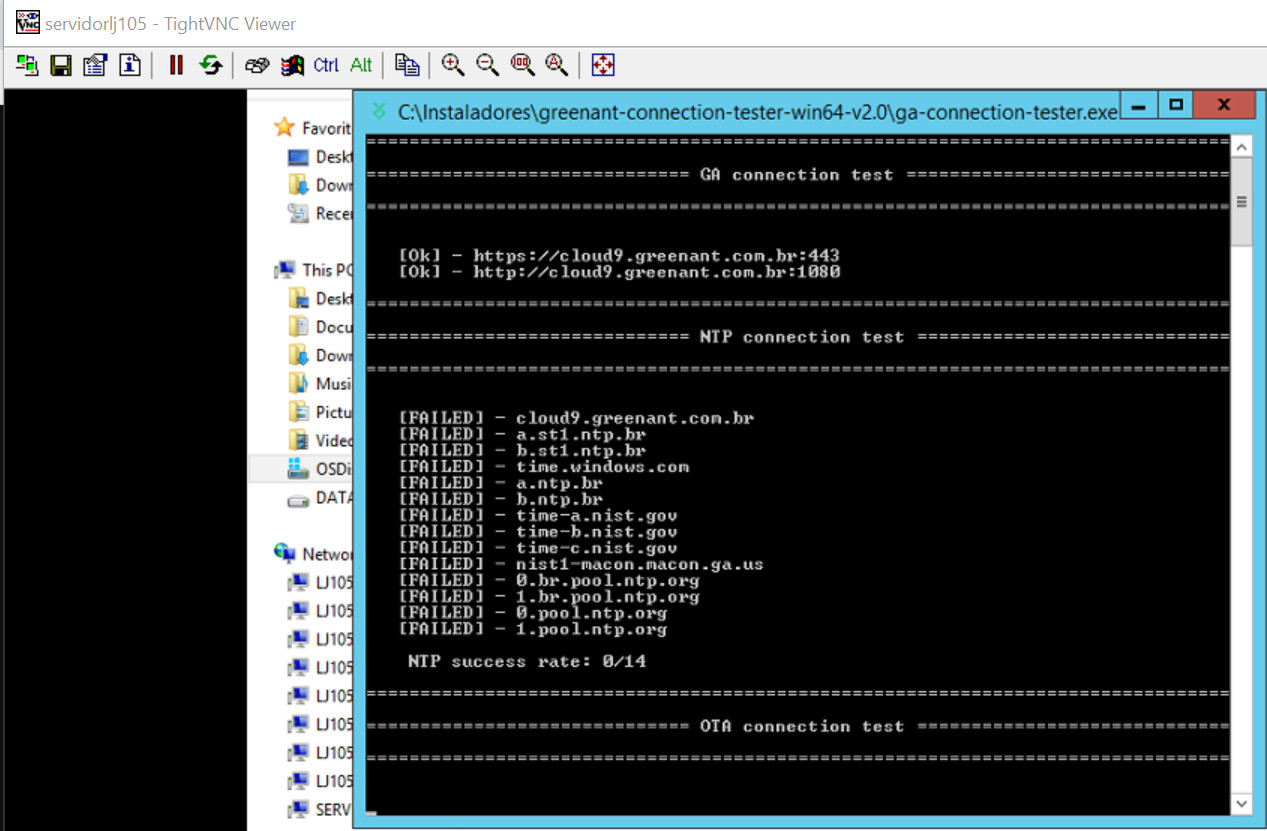 servidorlj105 - TightVNC Viewer
Ctrl Alt
C:\Instaladores\greenant-connection-tester-win64-v2.0\ga-connection-tester.exe
Favorit
Deskt
Down
Recen
This PC
Deskt
Docu
Down
Musi
Pictu
Video
OSDis
DATA
Networ
LJ105
LJ105
LJ105
LJ105
LJ105
LJ105
LJ105
LJ105
SERV
============================== GA connection test ==============================
[Ok] - https://cloud9.greenant.com.br:443
[Ok] - http://cloud9.greenant.com.br:1080
============================== NTP connection test =============================
[FAILED] - cloud9.greenant.com.br
[FAILED] - a.st1.ntp.br
[FAILED] - b.st1.ntp.br
[FAILED] - time.windows.com
[FAILED] - a.ntp.br
[FAILED] - b.ntp.br
[FAILED] - time-a.nist.gov
[FAILED] - time-b.nist.gov
[FAILED] - time-c.nist.gov
[FAILED] - nist1-macon.macon.ga.us
[FAILED] - 0.br.pool.ntp.org
[FAILED] - 1.br.pool.ntp.org
[FAILED] - 0.pool.ntp.org
[FAILED] - 1.pool.ntp.org
NTP success rate: 0/14
============================== OTA connection test =============================